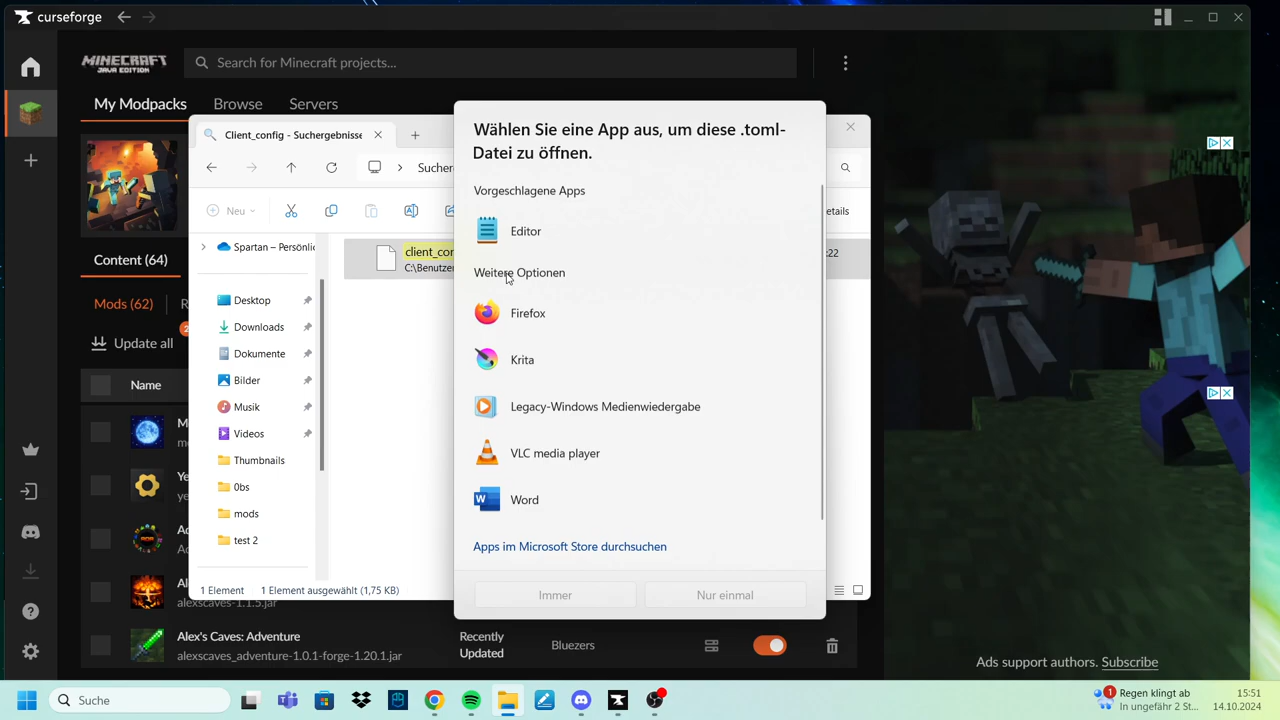 curseforge
MINECRAFT
JAVA EDITION
Search for Minecraft projects...
My Modpacks
Browse
Servers
Client_config - Suchergebnisse
Wählen Sie eine App aus, um diese .toml-
Datei zu öffnen.
Vorgeschlagene Apps
Editor
Weitere Optionen
Firefox
Krita
Legacy-Windows Medienwiedergabe
VLC media player
Word
Apps im Microsoft Store durchsuchen
Immer
Nur einmal
Neu
Spartan – Persönlic
Desktop
Downloads
Dokumente
Bilder
Musik
Videos
Thumbnails
0bs
mods
test 2
client_con
C:\Benutzer
:22
1 Element
1 Element ausgewählt (1,75 KB)
Content (64)
Mods (62)
R
2
Update all
Name
Ye
ye
alexscaves-1.1.5.jar
Alex's Caves: Adventure
alexscaves_adventure-1.0.1-forge-1.20.1.jar
Recently
Updated
Bluezers
Ads support authors. Subscribe
Suche
1
Regen klingt ab
In ungefähr 2 St...
15:51
14.10.2024